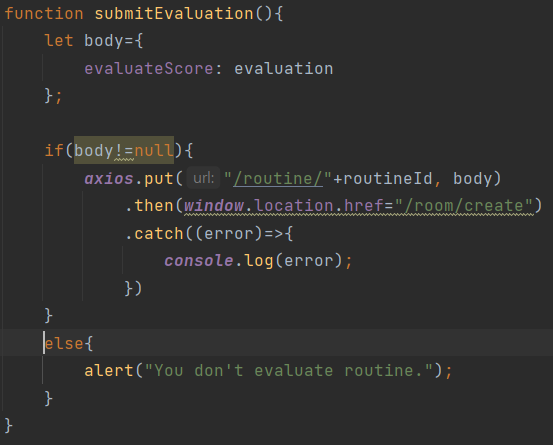 function submitEvaluation(){
    let body={
        evaluateScore: evaluation
    };
    if(body!=null){
        axios.put( url: "/routine/"+routineId, body)
            .then(window.location.href="/room/create")
            .catch((error)=>{
                console.log(error);
            })
    }
    else{
        alert("You don't evaluate routine.");
    }
}